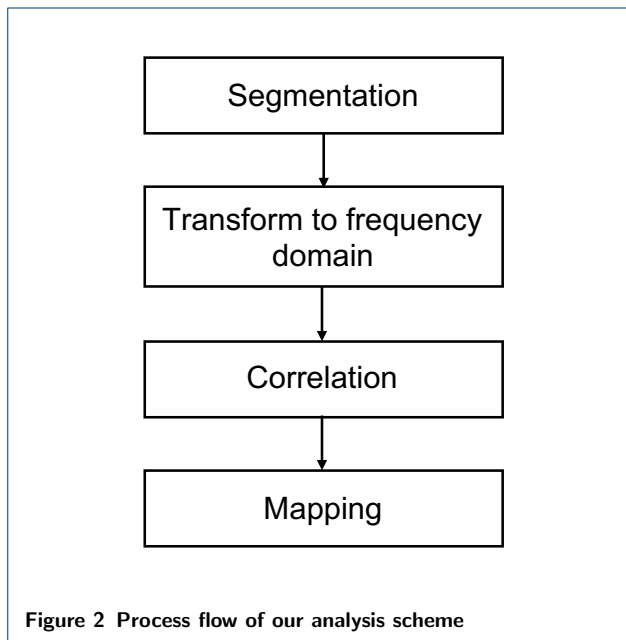 Segmentation
Transform to frequency
domain
Correlation
Mapping
Figure 2 Process flow of our analysis scheme